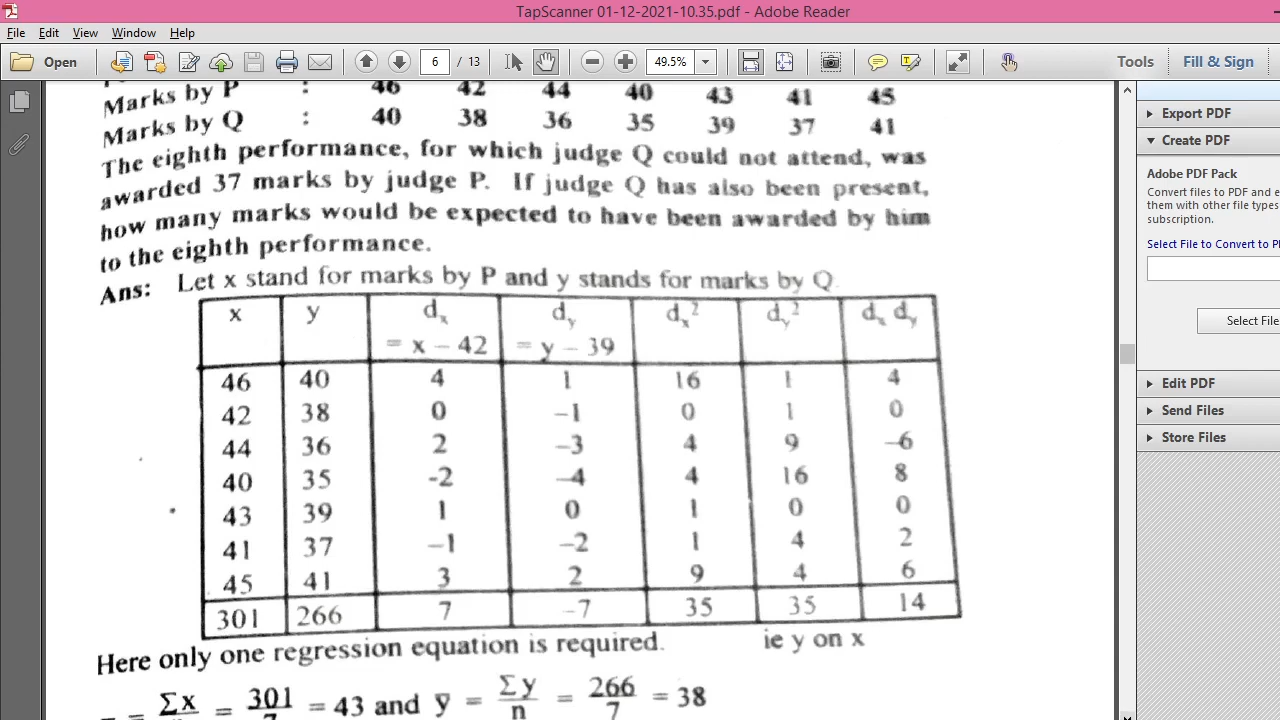 TapScanner 01-12-2021-10.35.pdf - Adobe Reader
File Edit View Window Help
Open 6 / 13 49.5% Tools Fill & Sign
Marks by P : 46 42 44 40 43 41 45
Marks by Q : 40 38 36 35 39 37 41
The eighth performance, for which judge Q could not attend, was
awarded 37 marks by judge P. If judge Q has also been present,
how many marks would be expected to have been awarded by him
to the eighth performance.
Ans: Let x stand for marks by P and y stands for marks by Q.
x y dₓ d_y dₓ² d_y² dₓ d_y
= x – 42 = y – 39
46 40 4 1 16 1 4
42 38 0 –1 0 1 0
44 36 2 –3 4 9 –6
40 35 -2 –4 4 16 8
43 39 1 0 1 0 0
41 37 –1 –2 1 4 2
45 41 3 2 9 4 6
301 266 7 –7 35 35 14
Here only one regression equation is required. ie y on x
= Σx = 301 = 43 and ȳ = Σy = 266 = 38
n 7
Export PDF
Create PDF
Adobe PDF Pack
Convert files to PDF and
them with other file types
subscription.
Select File to Convert to
Select File
Edit PDF
Send Files
Store Files